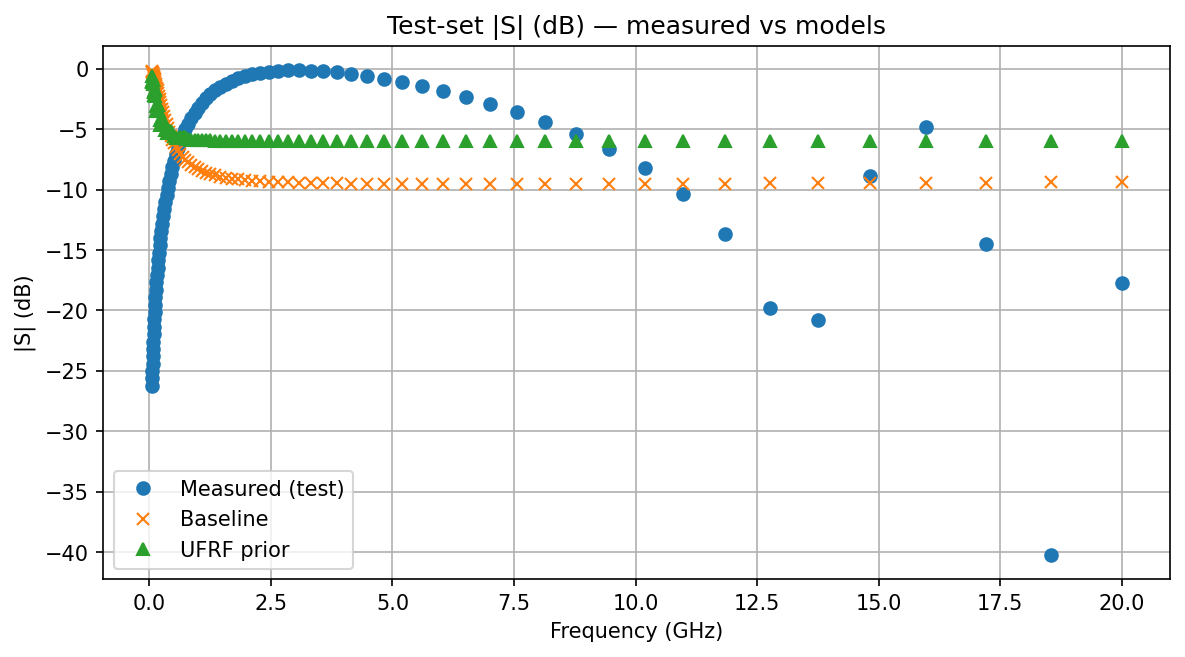 Test-set |S| (dB) — measured vs models
|S| (dB)
0
−5
−10
−15
−20
−25
−30
−35
−40
Measured (test)
Baseline
UFRF prior
0.0 2.5 5.0 7.5 10.0 12.5 15.0 17.5 20.0
Frequency (GHz)